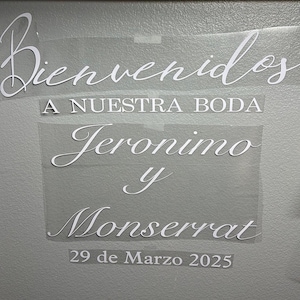 Bienvenidos
A NUESTRA BODA
Jeronimo
y
Monserrat
29 de Marzo 2025